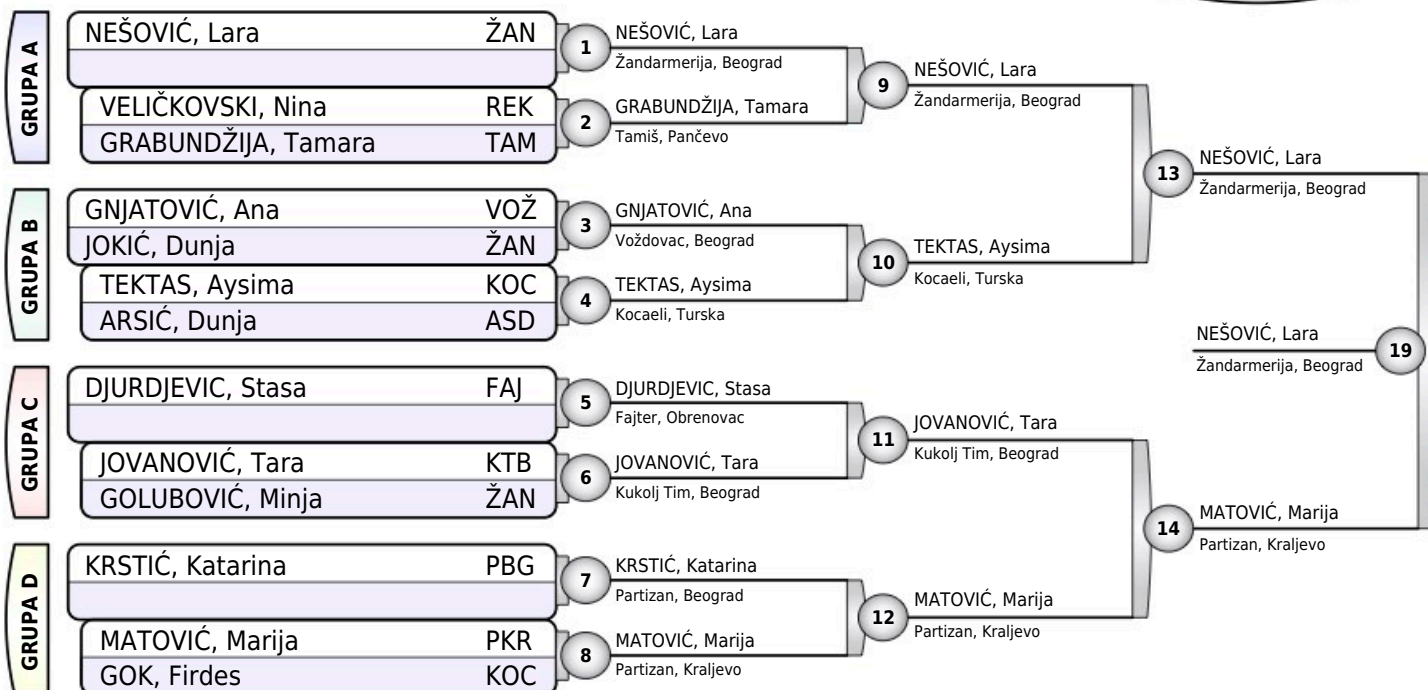 GRUPA A
NEŠOVIĆ, Lara ŽAN
VELIČKOVSKI, Nina REK
GRABUNDŽIJA, Tamara TAM
GRUPA B
GNJATOVIĆ, Ana VOŽ
JOKIĆ, Dunja ŽAN
TEKTAS, Aysima KOC
ARSIĆ, Dunja ASD
GRUPA C
DJURDJEVIC, Stasa FAJ
JOVANOVIĆ, Tara KTB
GOLUBOVIĆ, Minja ŽAN
GRUPA D
KRSTIĆ, Katarina PBG
MATOVIĆ, Marija PKR
GOK, Firdes KOC
1 NEŠOVIĆ, Lara
Žandarmerija, Beograd
2 GRABUNDŽIJA, Tamara
Tamiš, Pančevo
3 GNJATOVIĆ, Ana
Voždovac, Beograd
4 TEKTAS, Aysima
Kocaeli, Turska
5 DJURDJEVIC, Stasa
Fajter, Obrenovac
6 JOVANOVIĆ, Tara
Kukolj Tim, Beograd
7 KRSTIĆ, Katarina
Partizan, Beograd
8 MATOVIĆ, Marija
Partizan, Kraljevo
9 NEŠOVIĆ, Lara
Žandarmerija, Beograd
10 TEKTAS, Aysima
Kocaeli, Turska
11 JOVANOVIĆ, Tara
Kukolj Tim, Beograd
12 MATOVIĆ, Marija
Partizan, Kraljevo
13 NEŠOVIĆ, Lara
Žandarmerija, Beograd
14 MATOVIĆ, Marija
Partizan, Kraljevo
NEŠOVIĆ, Lara 19
Žandarmerija, Beograd